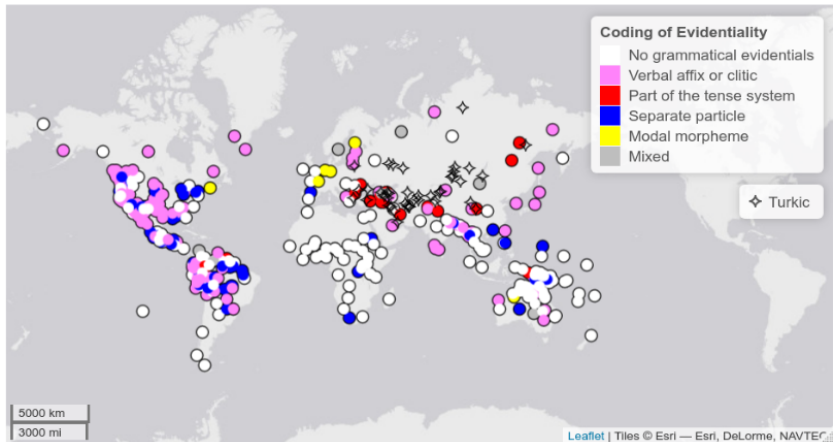 Coding of Evidentiality
No grammatical evidentials
Verbal affix or clitic
Part of the tense system
Separate particle
Modal morpheme
Mixed
Turkic
5000 km
3000 mi
Leaflet | Tiles © Esri — Esri, DeLorme, NAVTEQ